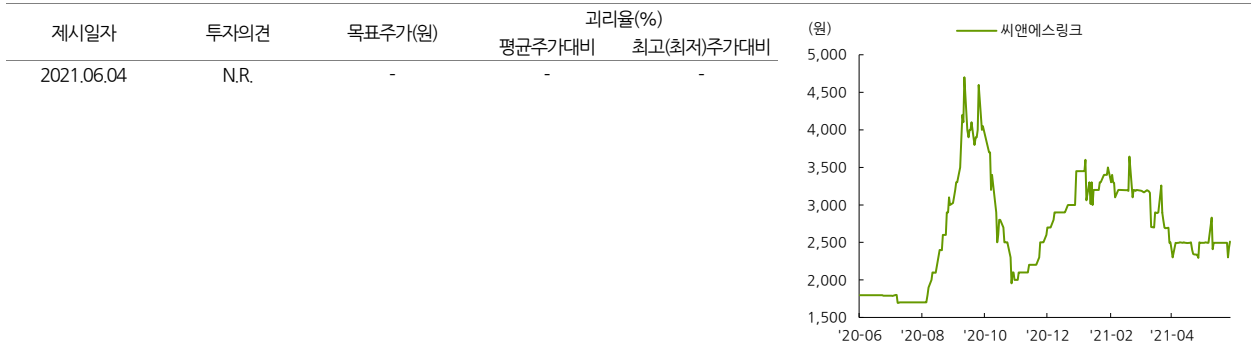 제시일자 투자의견 목표주가(원) 괴리율(%)
평균주가대비 최고(최저)주가대비
2021.06.04 N.R. - - -
(원) 씨앤에스링크
5,000
4,500
4,000
3,500
3,000
2,500
2,000
1,500
'20-06 '20-08 '20-10 '20-12 '21-02 '21-04